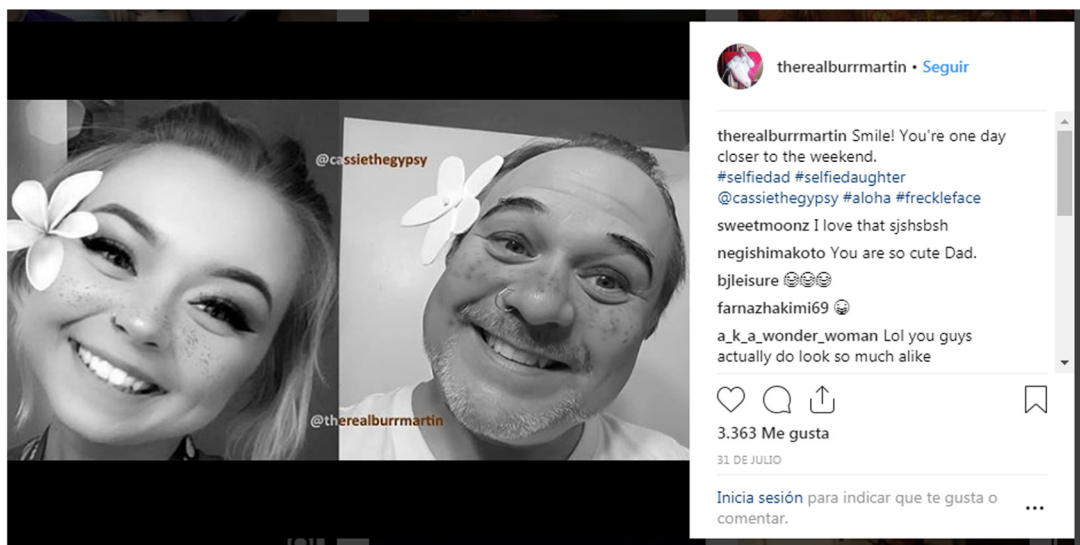 @cassiethegypsy
@therealburrmartin
therealburrmartin • Seguir
therealburrmartin Smile! You're one day
closer to the weekend.
#selfiedad #selfiedaughter
@cassiethegypsy #aloha #freckleface
sweetmoonz I love that sjshsbsh
negishimakoto You are so cute Dad.
bjleisure 😂😂😂
farnazhakimi69 😂
a_k_a_wonder_woman Lol you guys
actually do look so much alike
3.363 Me gusta
31 DE JULIO
Inicia sesión para indicar que te gusta o
comentar.